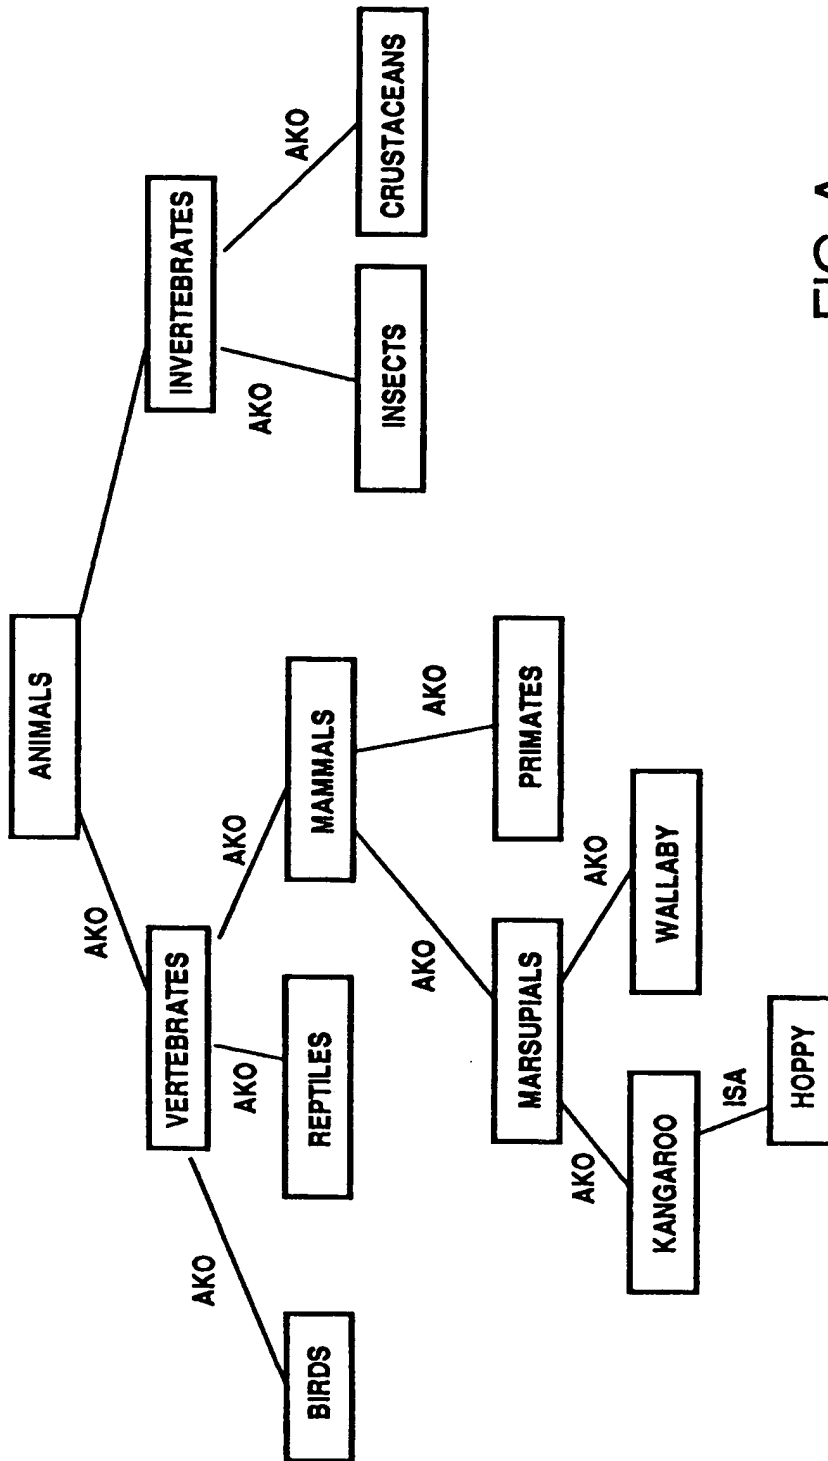 ANIMALS
AKO
VERTEBRATES
INVERTEBRATES
AKO
AKO
AKO
AKO
AKO
BIRDS
REPTILES
MAMMALS
INSECTS
CRUSTACEANS
AKO
AKO
MARSUPIALS
PRIMATES
AKO
AKO
KANGAROO
WALLABY
ISA
HOPPY
FIG. A